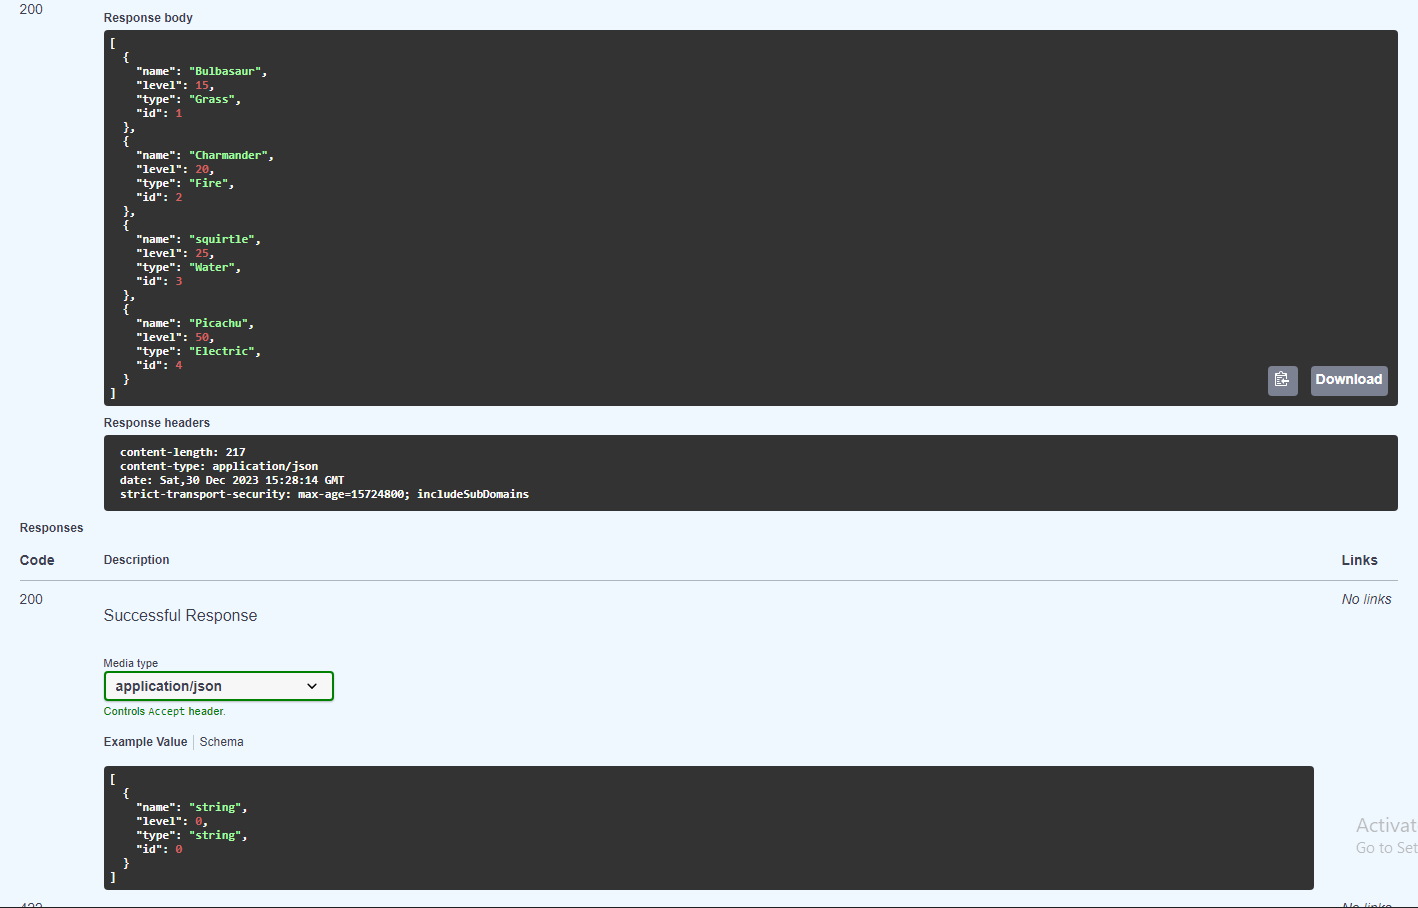 200
Response body
[
  {
    "name": "Bulbasaur",
    "level": 15,
    "type": "Grass",
    "id": 1
  },
  {
    "name": "Charmander",
    "level": 20,
    "type": "Fire",
    "id": 2
  },
  {
    "name": "squirtle",
    "level": 25,
    "type": "Water",
    "id": 3
  },
  {
    "name": "Picachu",
    "level": 50,
    "type": "Electric",
    "id": 4
  }
]
Download
Response headers
content-length: 217
content-type: application/json
date: Sat,30 Dec 2023 15:28:14 GMT
strict-transport-security: max-age=15724800; includeSubDomains
Responses
Code Description Links
200 No links
Successful Response
Media type
application/json
Controls Accept header.
Example Value Schema
[
  {
    "name": "string",
    "level": 0,
    "type": "string",
    "id": 0
  }
]
Activat
Go to Set
422 No links